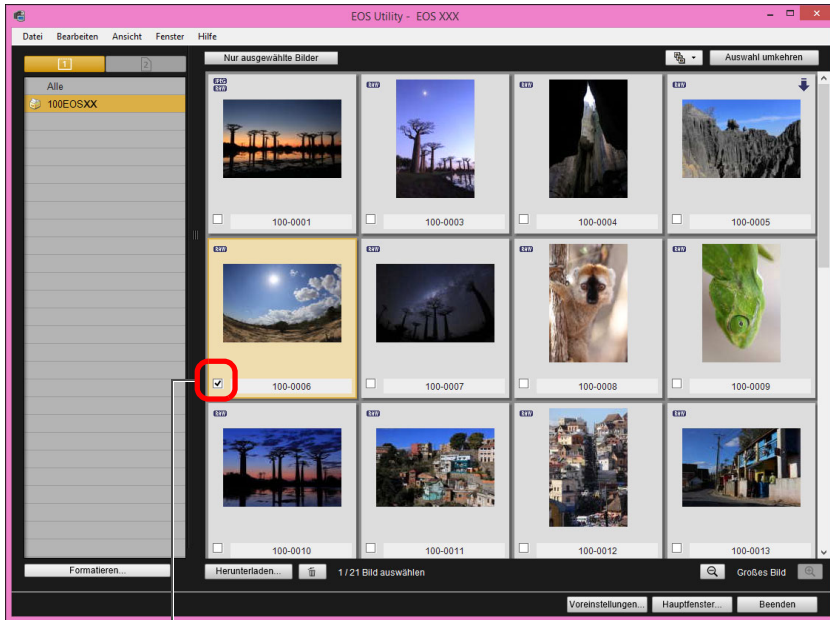 EOS Utility - EOS XXX
Datei Bearbeiten Ansicht Fenster Hilfe
1 2
Nur ausgewählte Bilder
Auswahl umkehren
Alle
100EOSXX
JPEG
RAW RAW RAW RAW
100-0001 100-0003 100-0004 100-0005
RAW RAW RAW RAW
100-0006 100-0007 100-0008 100-0009
RAW RAW RAW RAW
100-0010 100-0011 100-0012 100-0013
Formatieren... Herunterladen... 1 / 21 Bild auswählen Großes Bild
Voreinstellungen... Hauptfenster... Beenden